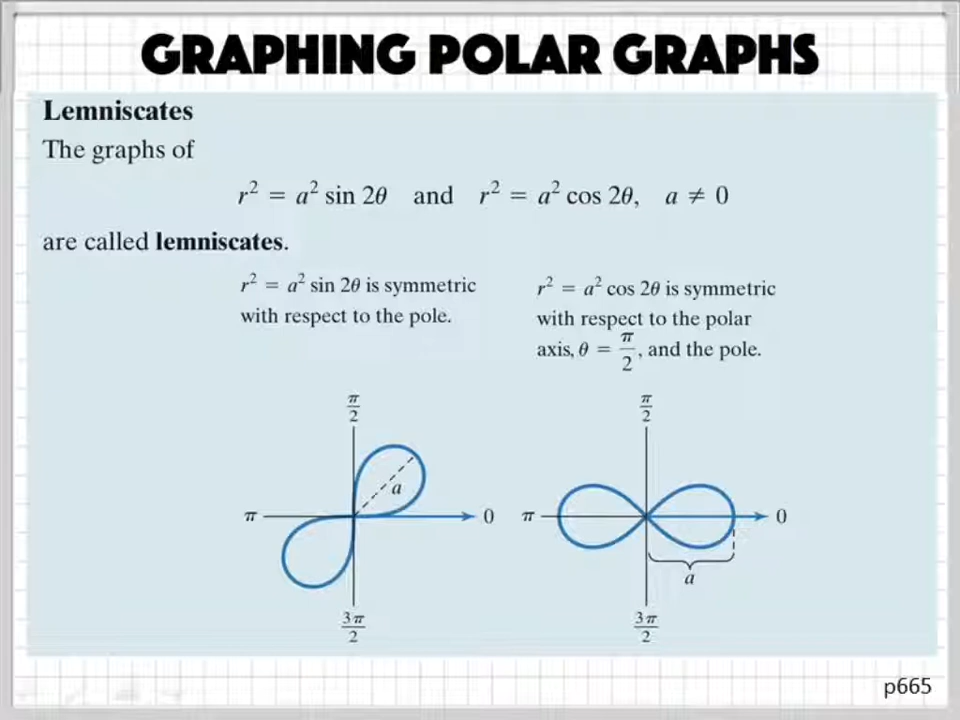 GRAPHING POLAR GRAPHS
Lemniscates
The graphs of
r² = a² sin 2θ and r² = a² cos 2θ, a ≠ 0
are called lemniscates.
r² = a² sin 2θ is symmetric
with respect to the pole.
r² = a² cos 2θ is symmetric
with respect to the polar
axis, θ = π/2, and the pole.
π/2
a
π 0
3π/2
π/2
π 0
a
3π/2
p665